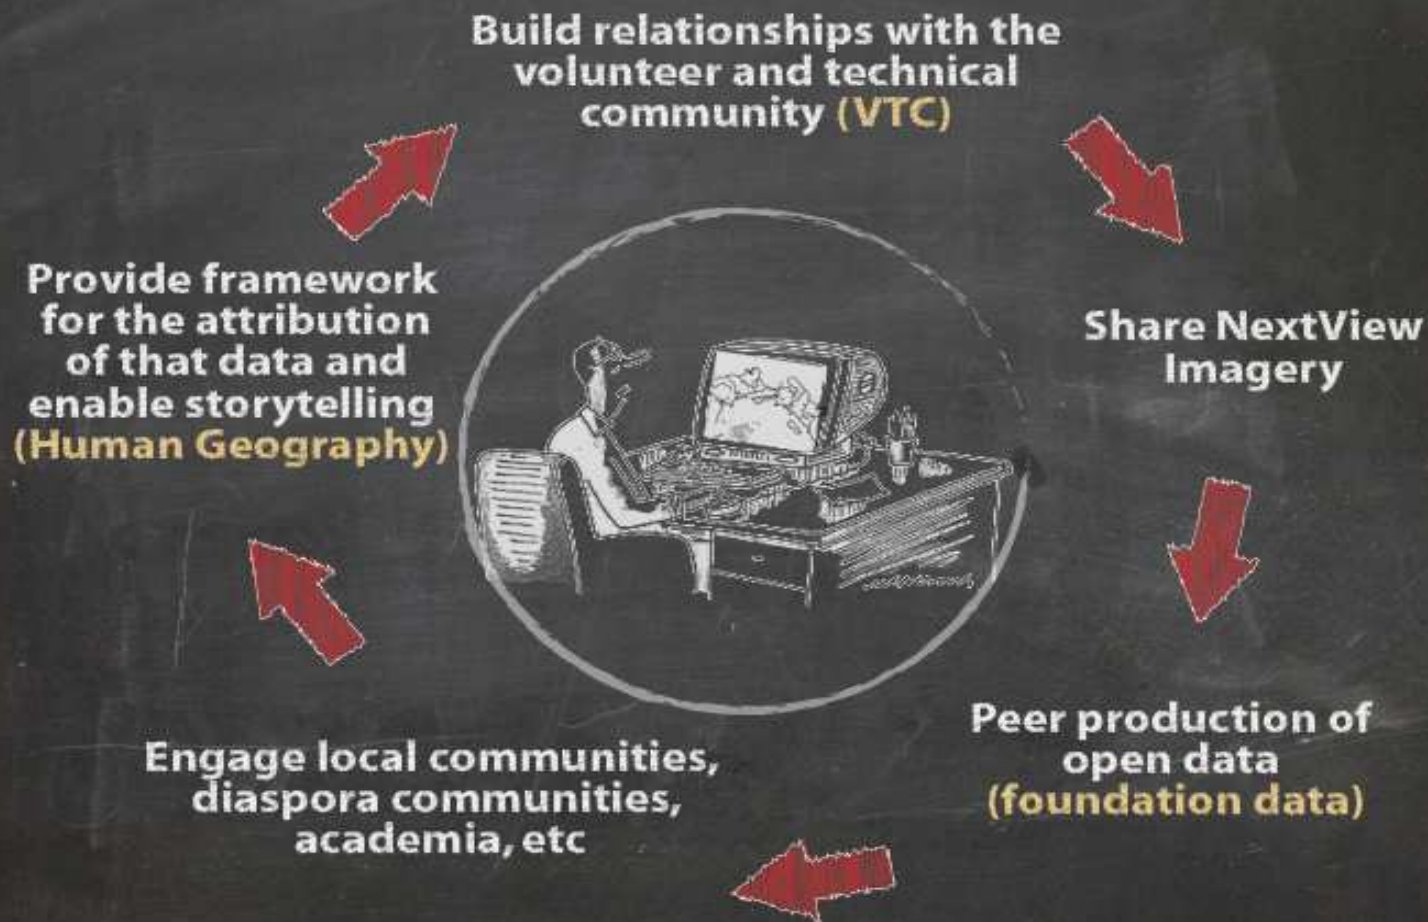 Build relationships with the
volunteer and technical
community (VTC)
Share NextView
Imagery
Peer production of
open data
(foundation data)
Engage local communities,
diaspora communities,
academia, etc
Provide framework
for the attribution
of that data and
enable storytelling
(Human Geography)